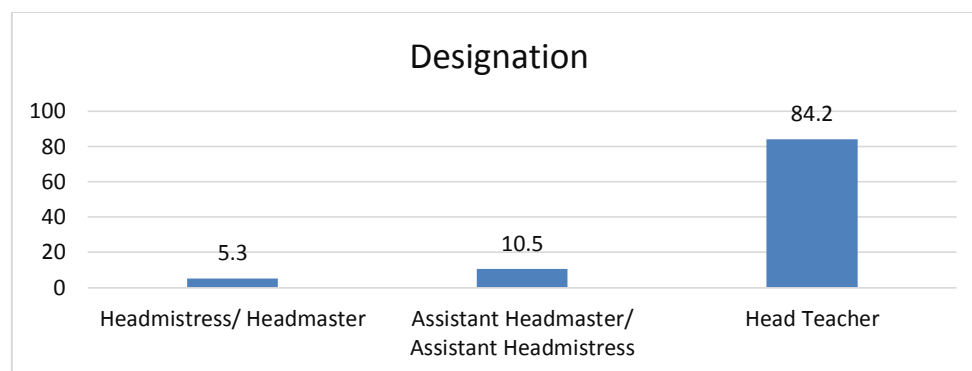 Designation
100
80
60
40
20
0
5.3
10.5
84.2
Headmistress/ Headmaster
Assistant Headmaster/
Assistant Headmistress
Head Teacher